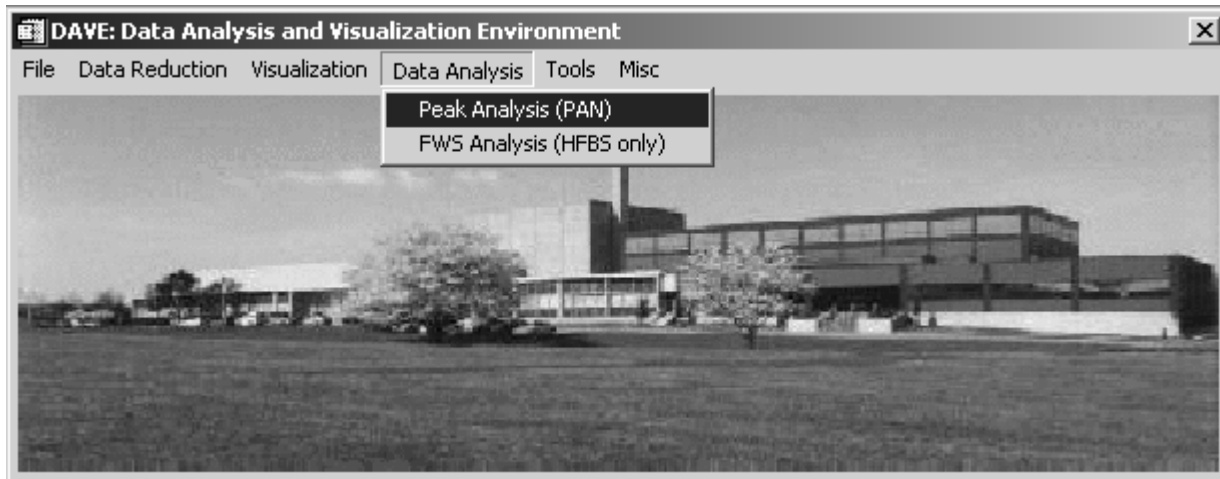 DAVE: Data Analysis and Visualization Environment
File Data Reduction Visualization Data Analysis Tools Misc
Peak Analysis (PAN)
FWS Analysis (HFBS only)